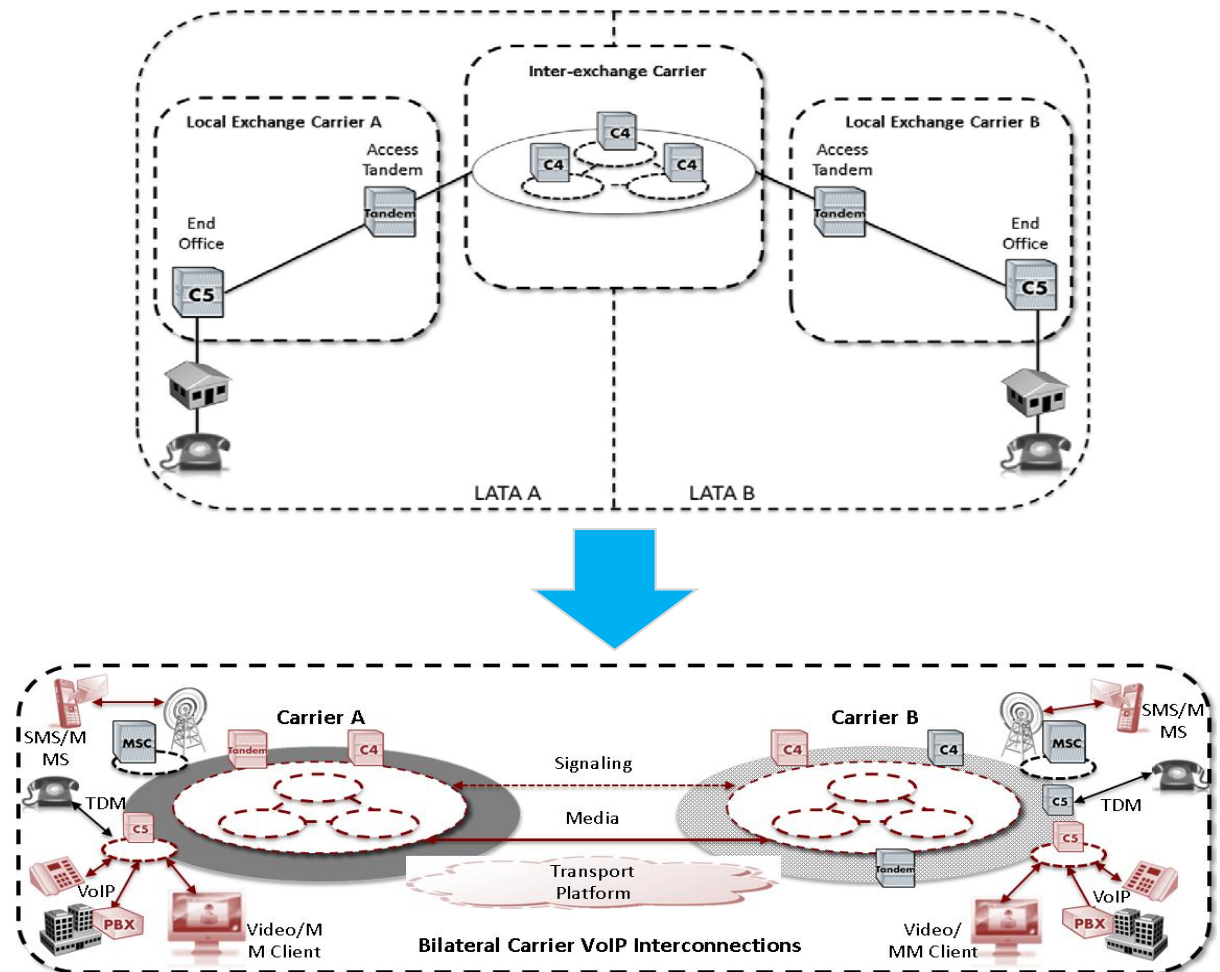 Inter-exchange Carrier
Local Exchange Carrier A
Local Exchange Carrier B
C4
C4
C4
Access
Tandem
Access
Tandem
Tandem
Tandem
End
Office
End
Office
C5
C5
LATA A
LATA B
Carrier A
Carrier B
SMS/M
MS
MSC
Tandem
C4
C4
C4
MSC
SMS/M
MS
Signaling
TDM
C5
C5
TDM
Media
C5
VoIP
PBX
Video/M
M Client
Transport
Platform
Tandem
Video/
MM Client
VoIP
PBX
Bilateral Carrier VoIP Interconnections